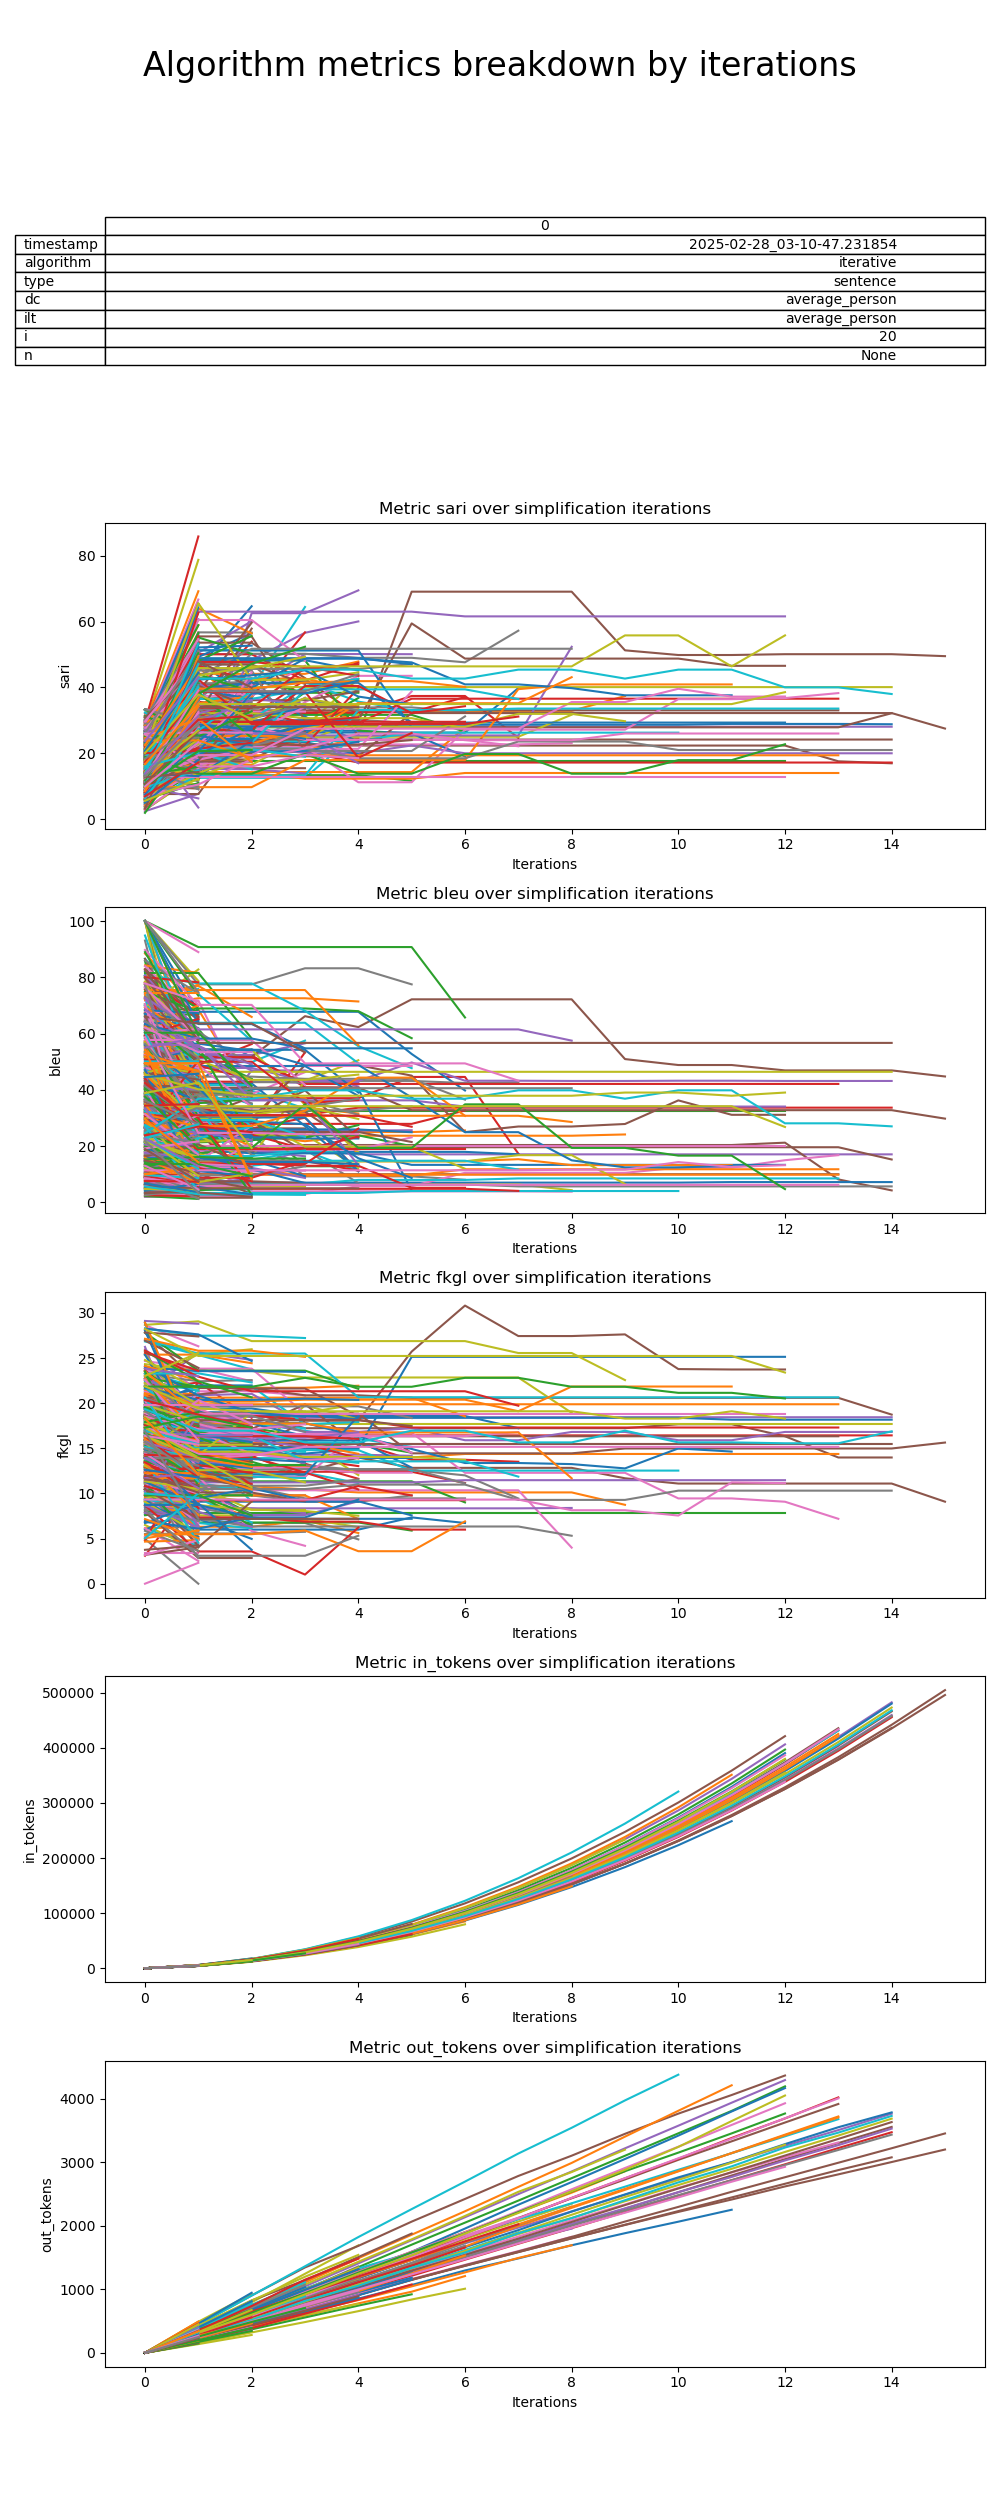 Algorithm metrics breakdown by iterations
0
timestamp 2025-02-28_03-10-47.231854
algorithm iterative
type sentence
dc average_person
ilt average_person
i 20
n None
Metric sari over simplification iterations
80
60
40
20
0
sari
0 2 4 6 8 10 12 14
Iterations
Metric bleu over simplification iterations
100
80
60
40
20
0
bleu
0 2 4 6 8 10 12 14
Iterations
Metric fkgl over simplification iterations
30
25
20
15
10
5
0
fkgl
0 2 4 6 8 10 12 14
Iterations
Metric in_tokens over simplification iterations
500000
400000
300000
200000
100000
0
in_tokens
0 2 4 6 8 10 12 14
Iterations
Metric out_tokens over simplification iterations
4000
3000
2000
1000
0
out_tokens
0 2 4 6 8 10 12 14
Iterations